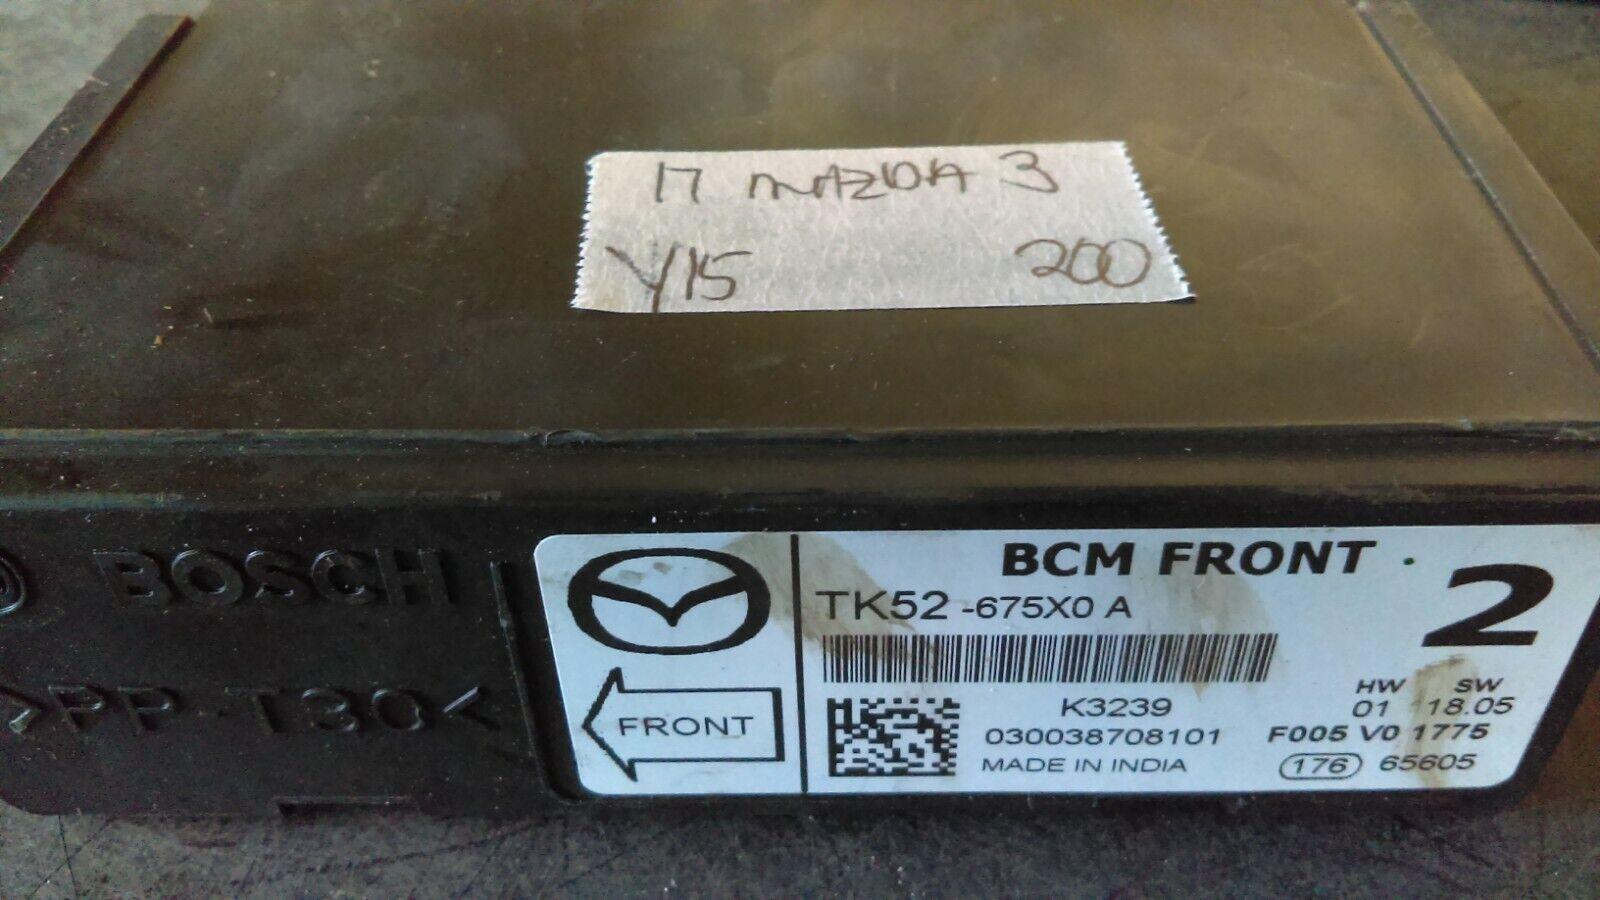 17 MAZDA 3
Y15 200
BOSCH
>PP-T30<
FRONT
BCM FRONT
2
TK52-675X0 A
K3239
030038708101
MADE IN INDIA
HW SW
01 18.05
F005 V0 1775
176 65605